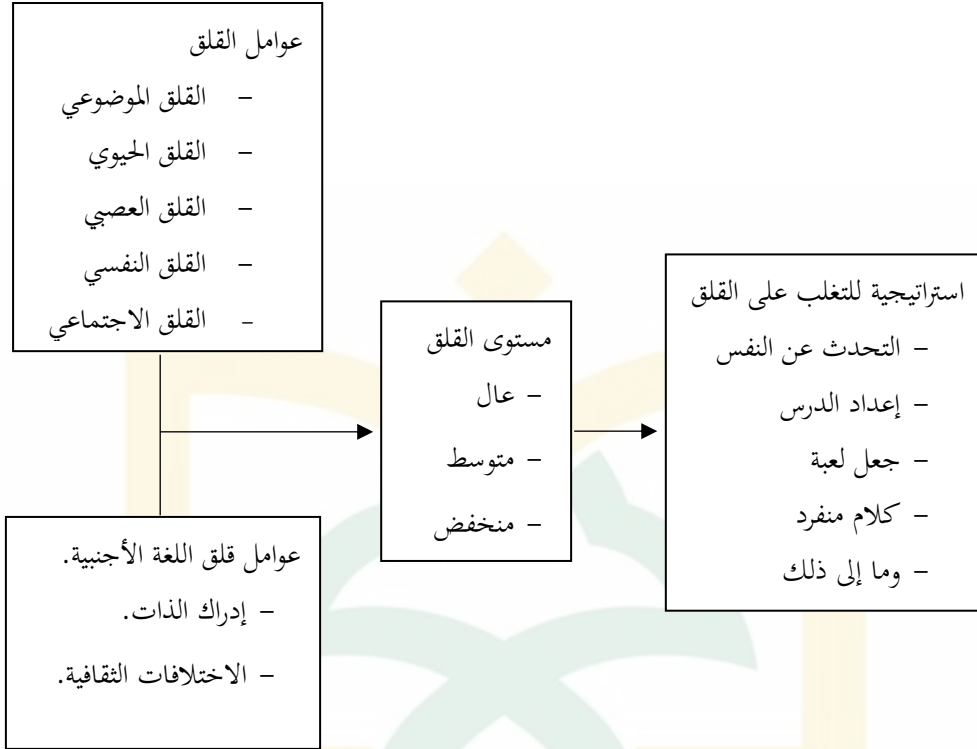 عوامل القلق
- القلق الموضوعي
- القلق الحيوي
- القلق العصبي
- القلق النفسي
- القلق الاجتماعي
عوامل قلق اللغة الأجنبية.
- إدراك الذات.
- الاختلافات الثقافية.
مستوى القلق
- عال
- متوسط
- منخفض
استراتيجية للتغلب على القلق
- التحدث عن النفس
- إعداد الدرس
- جعل لعبة
- كلام منفرد
- وما إلى ذلك